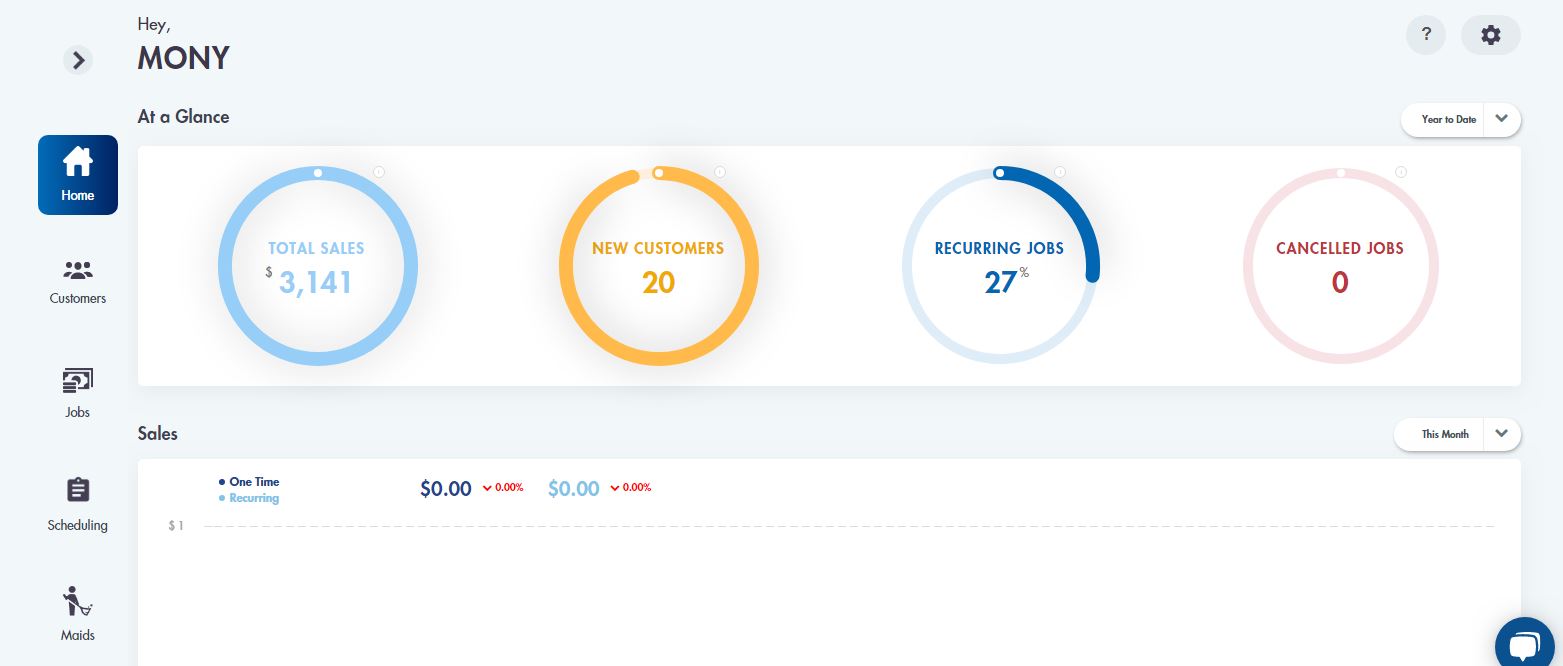 Hey,
MONY
?
At a Glance
Year to Date
Home
TOTAL SALES
$ 3,141
NEW CUSTOMERS
20
RECURRING JOBS
27%
CANCELLED JOBS
0
Customers
Jobs
Scheduling
Maids
Sales
This Month
One Time
Recurring
$0.00 0.00% $0.00 0.00%
$ 1